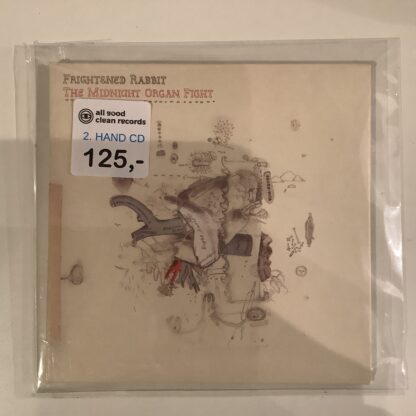 FRIGHTENED RABBIT
THE MIDNIGHT ORGAN FIGHT
all good
clean records
2. HAND CD
125,-